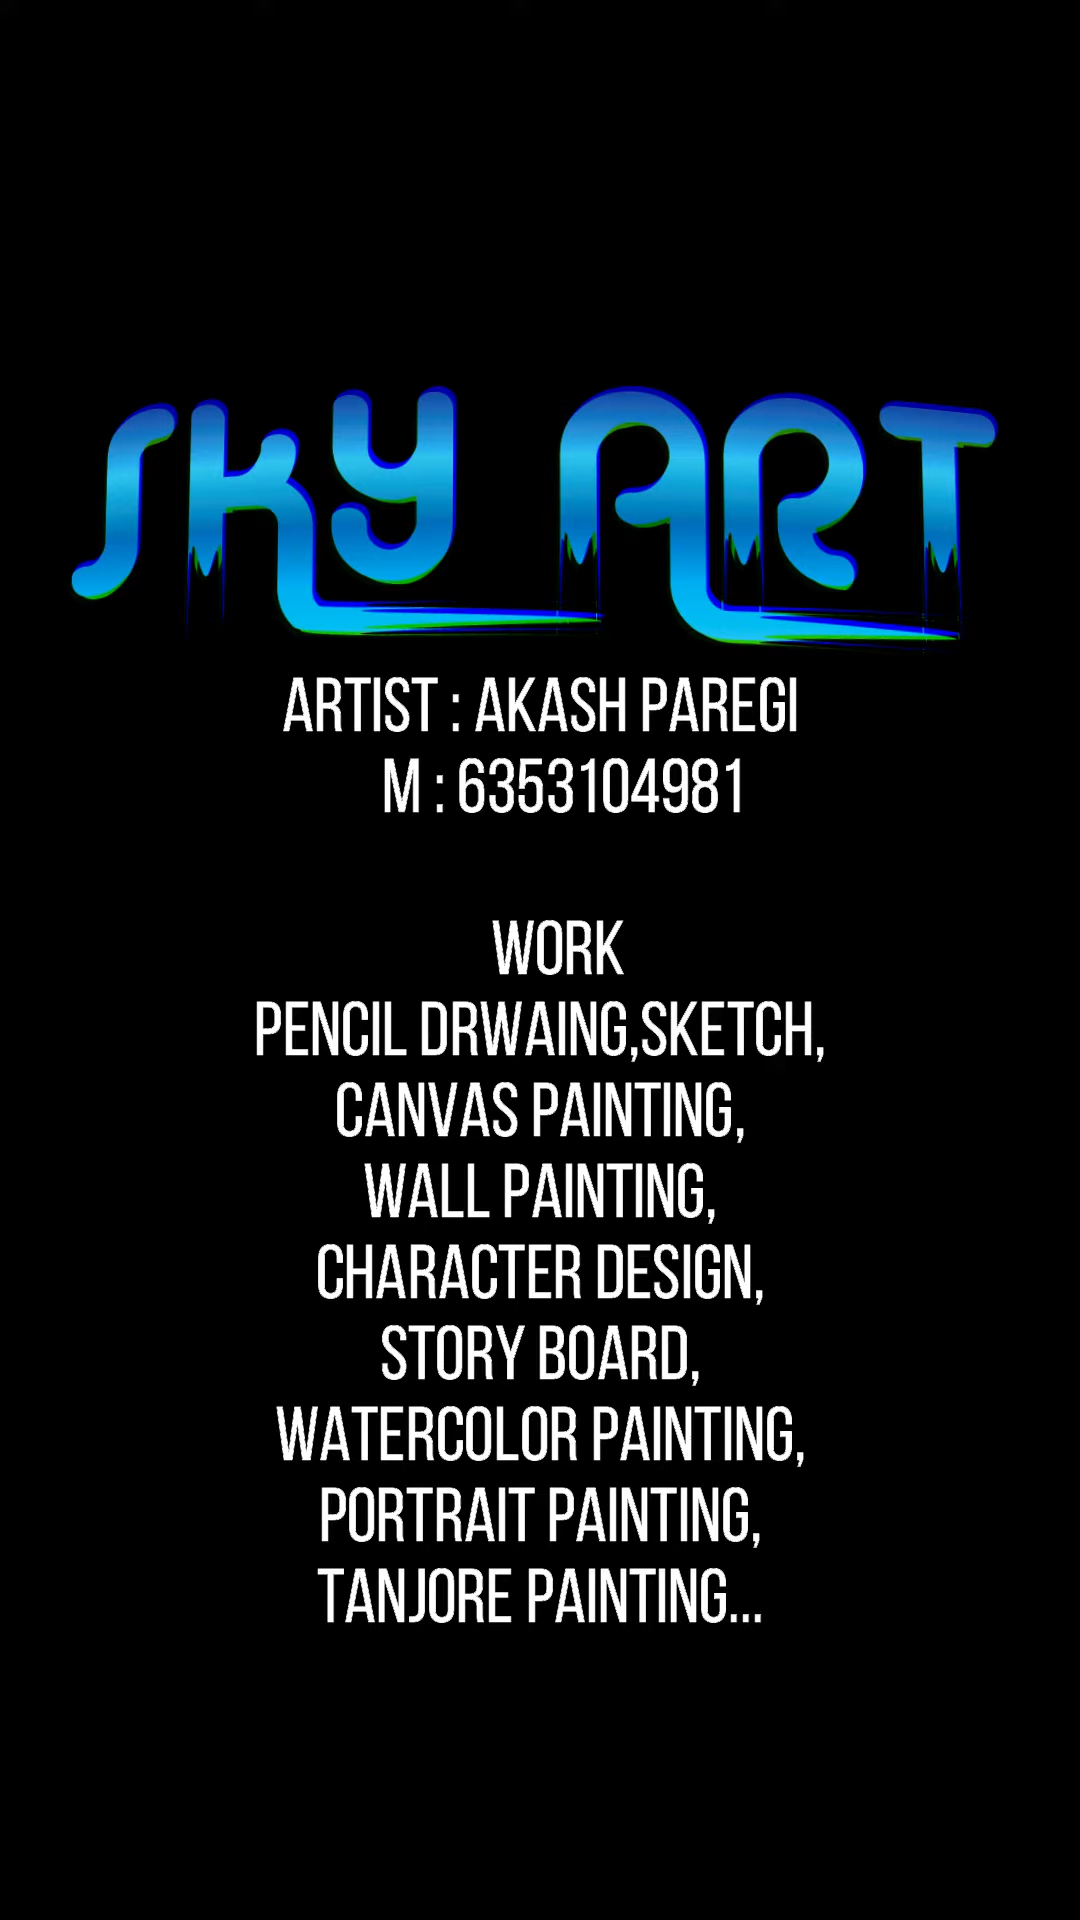 SKY ART
ARTIST : AKASH PAREGI
M : 6353104981
WORK
PENCIL DRWAING,SKETCH,
CANVAS PAINTING,
WALL PAINTING,
CHARACTER DESIGN,
STORY BOARD,
WATERCOLOR PAINTING,
PORTRAIT PAINTING,
TANJORE PAINTING...